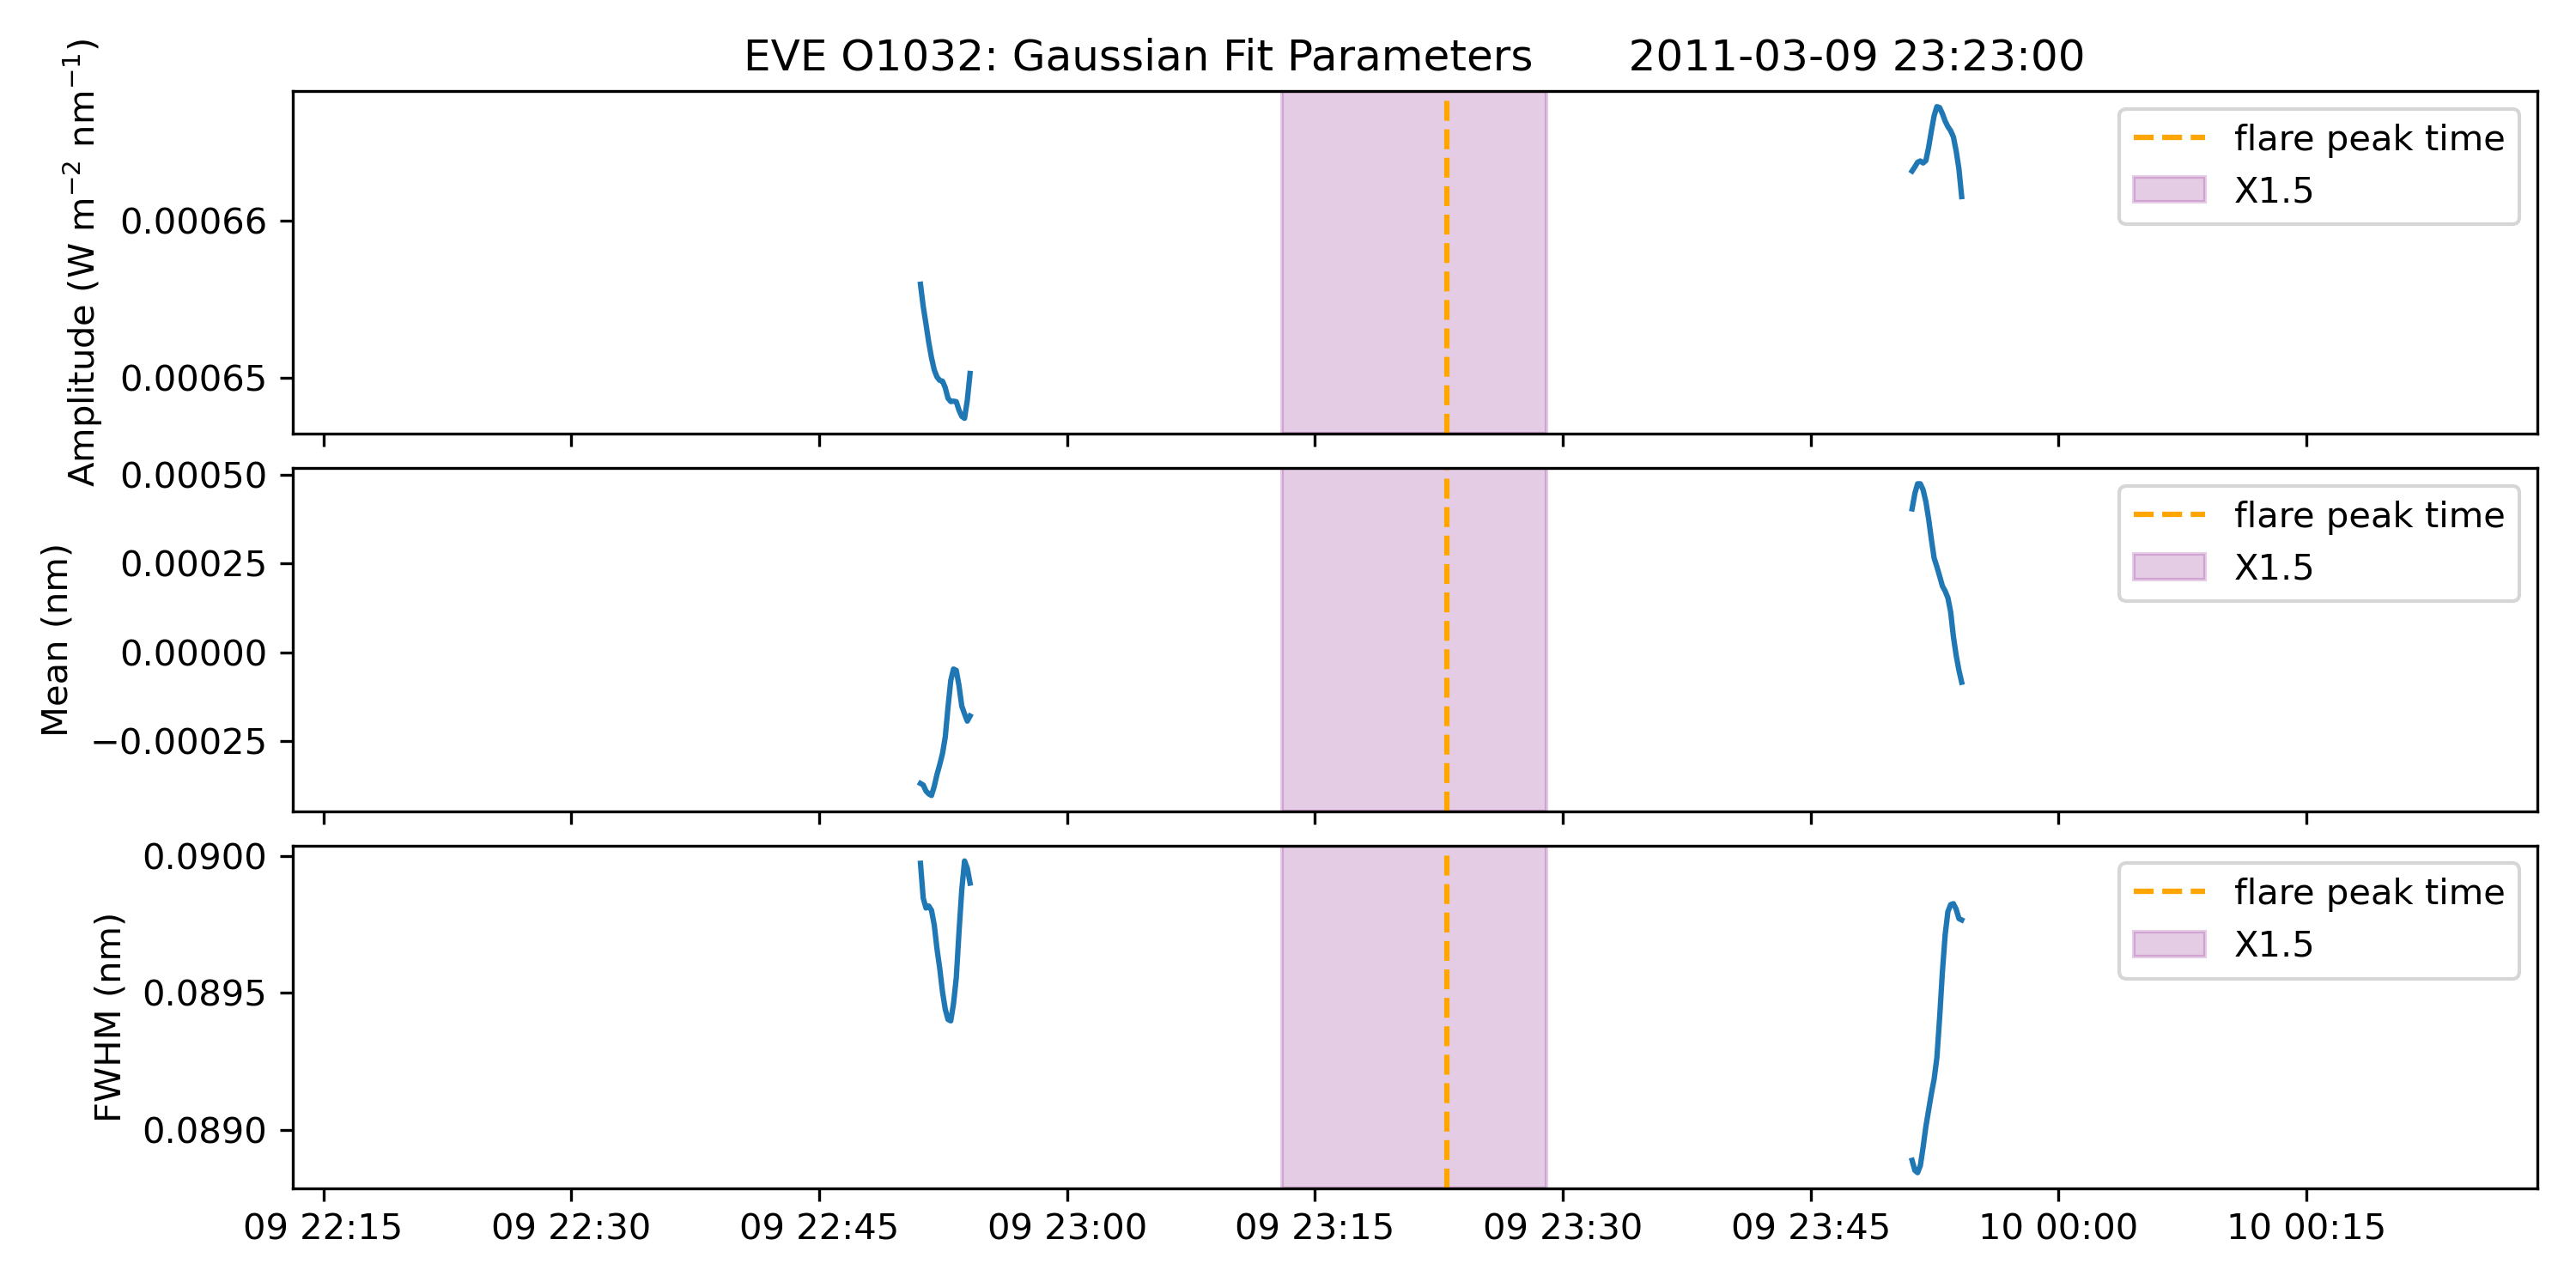 EVE O1032: Gaussian Fit Parameters 2011-03-09 23:23:00
Amplitude (W m⁻² nm⁻¹)
0.00066
0.00065
flare peak time
X1.5
Mean (nm)
0.00050
0.00025
0.00000
−0.00025
flare peak time
X1.5
FWHM (nm)
0.0900
0.0895
0.0890
flare peak time
X1.5
09 22:15 09 22:30 09 22:45 09 23:00 09 23:15 09 23:30 09 23:45 10 00:00 10 00:15